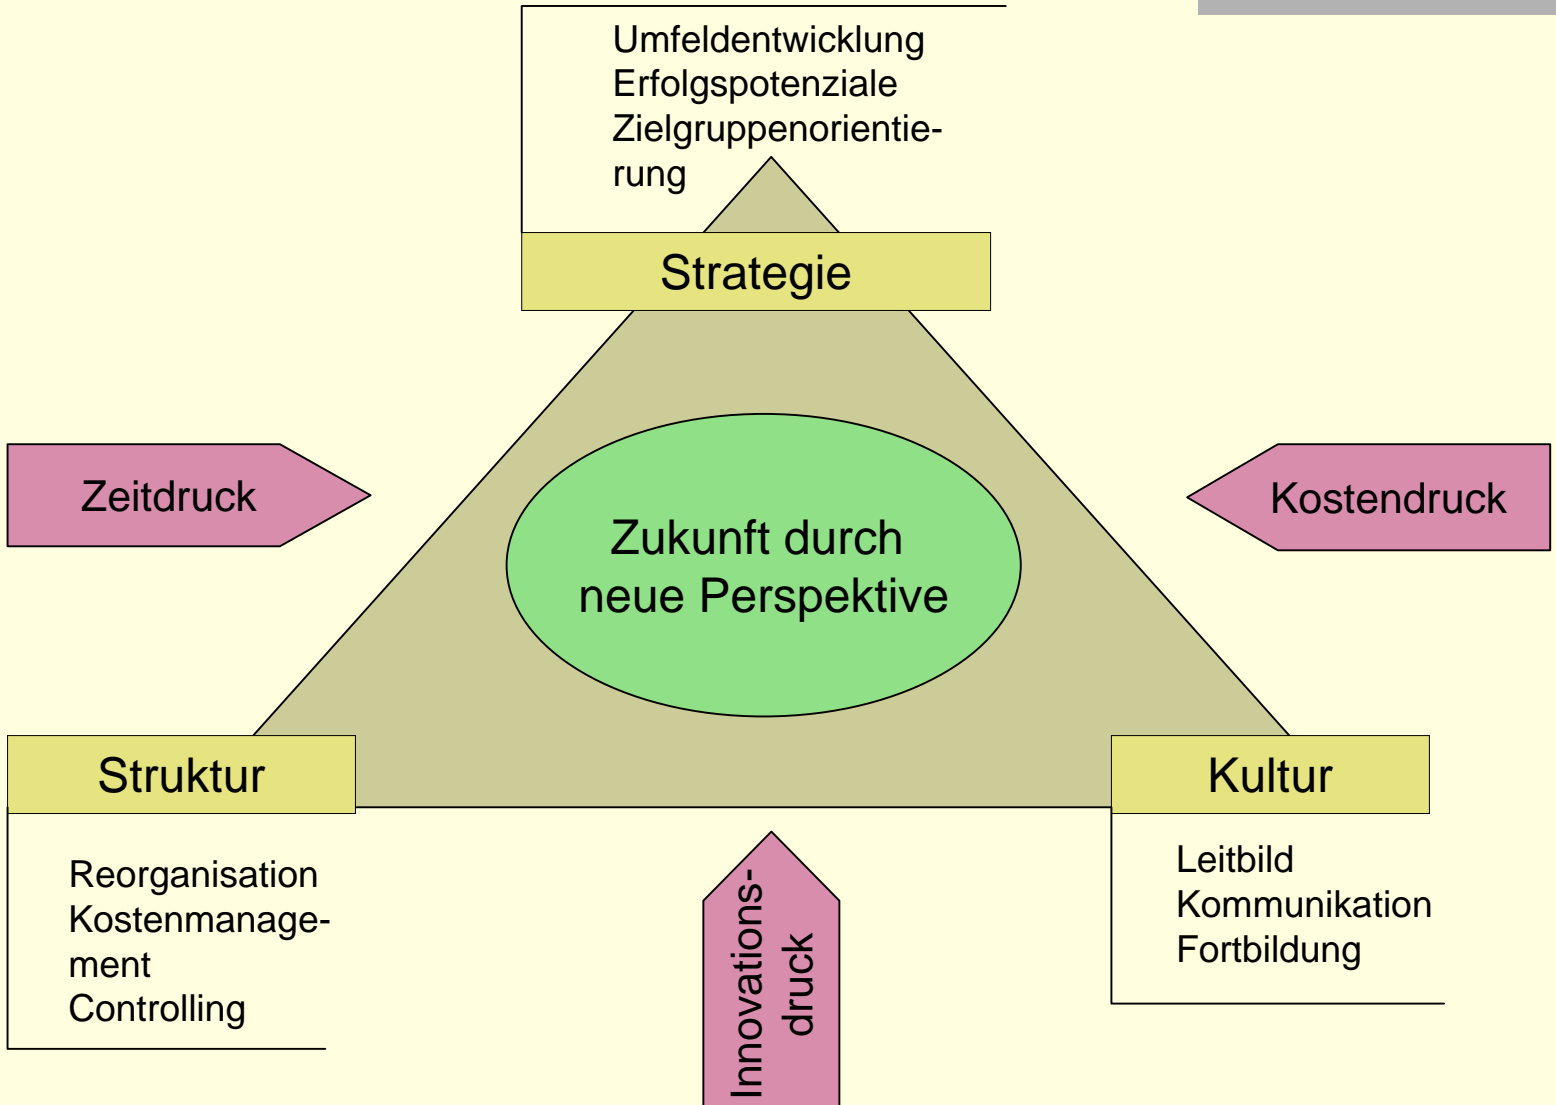 Umfeldentwicklung
Erfolgspotenziale
Zielgruppenorientie-
rung
Strategie
Zeitdruck
Kostendruck
Zukunft durch
neue Perspektive
Struktur
Kultur
Reorganisation
Kostenmanage-
ment
Controlling
Innovations-
druck
Leitbild
Kommunikation
Fortbildung